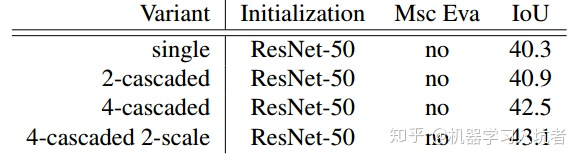 Variant Initialization Msc Eva IoU
single ResNet-50 no 40.3
2-cascaded ResNet-50 no 40.9
4-cascaded ResNet-50 no 42.5
4-cascaded 2-scale ResNet-50 no 43.1
知乎 @机器学习